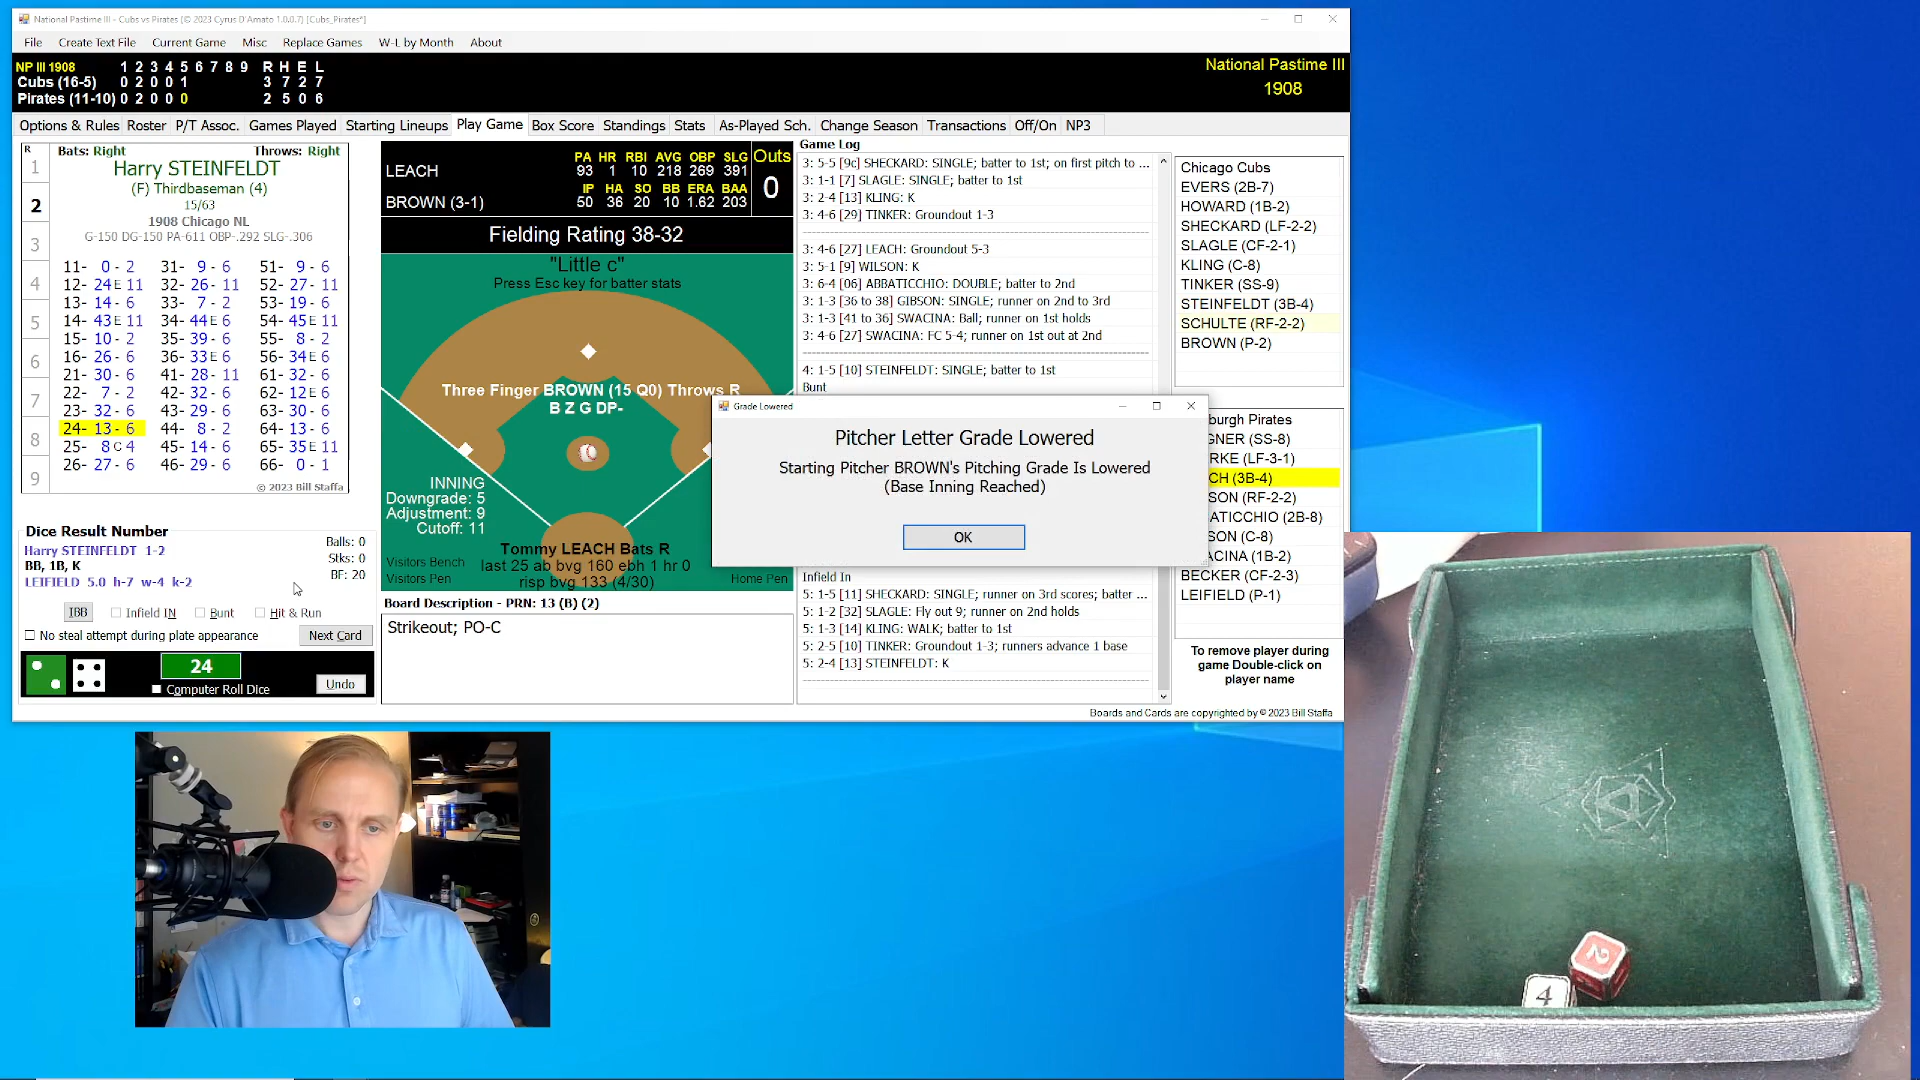 National Pastime III - Cubs vs Pirates (© 2023 Cyrus D'Amato 1.0.0.7) [Cubs_Pirates*]
File Create Text File Current Game Misc Replace Games W-L by Month About
NP III 1908 1 2 3 4 5 6 7 8 9 R H E L
Cubs (16-5) 0 2 0 0 1 3 7 2 7
Pirates (11-10) 0 2 0 0 0 2 5 0 6
National Pastime III
1908
Options & Rules Roster P/T Assoc. Games Played Starting Lineups Play Game Box Score Standings Stats As-Played Sch. Change Season Transactions Off/On NP3
R
1
2
3
4
5
6
7
8
9
Bats: Right Throws: Right
Harry STEINFELDT
(F) Thirdbaseman (4)
15/63
1908 Chicago NL
G-150 DG-150 PA-611 OBP-.292 SLG-.306
11- 0 - 2 31- 9 - 6 51- 9 - 6
12- 24 E 11 32- 26 - 11 52- 27 - 11
13- 14 - 6 33- 7 - 2 53- 19 - 6
14- 43 E 11 34- 44 E 6 54- 45 E 11
15- 10 - 2 35- 39 - 6 55- 8 - 2
16- 26 - 6 36- 33 E 6 56- 34 E 6
21- 30 - 6 41- 28 - 11 61- 32 - 6
22- 7 - 2 42- 32 - 6 62- 12 E 6
23- 32 - 6 43- 29 - 6 63- 30 - 6
24- 13 - 6 44- 8 - 2 64- 13 - 6
25- 8 C 4 45- 14 - 6 65- 35 E 11
26- 27 - 6 46- 29 - 6 66- 0 - 1
© 2023 Bill Staffa
Dice Result Number
Harry STEINFELDT 1-2
BB, 1B, K
LEIFIELD 5.0 h-7 w-4 k-2
Balls: 0
Stks: 0
BF: 20
IBB Infield IN Bunt Hit & Run
No steal attempt during plate appearance Next Card
24
Computer Roll Dice Undo
LEACH
BROWN (3-1)
PA HR RBI AVG OBP SLG
93 1 10 218 269 391
IP HA SO BB ERA BAA
50 36 20 10 1.62 203
Outs
0
Fielding Rating 38-32
"Little c"
Press Esc key for batter stats
Three Finger BROWN (15 Q0) Throws R
B Z G DP-
INNING
Downgrade: 5
Adjustment: 9
Cutoff: 11
Visitors Bench
Visitors Pen
Tommy LEACH Bats R
last 25 ab bvg 160 ebh 1 hr 0
risp bvg 133 (4/30)
Home Pen
Board Description - PRN: 13 (B) (2)
Strikeout; PO-C
Game Log
3: 5-5 [9c] SHECKARD: SINGLE; batter to 1st; on first pitch to ...
3: 1-1 [7] SLAGLE: SINGLE; batter to 1st
3: 2-4 [13] KLING: K
3: 4-6 [29] TINKER: Groundout 1-3
3: 4-6 [27] LEACH: Groundout 5-3
3: 5-1 [9] WILSON: K
3: 6-4 [06] ABBATICCHIO: DOUBLE; batter to 2nd
3: 1-3 [36 to 38] GIBSON: SINGLE; runner on 2nd to 3rd
3: 1-3 [41 to 36] SWACINA: Ball; runner on 1st holds
3: 4-6 [27] SWACINA: FC 5-4; runner on 1st out at 2nd
4: 1-5 [10] STEINFELDT: SINGLE; batter to 1st
Bunt
Grade Lowered
Pitcher Letter Grade Lowered
Starting Pitcher BROWN's Pitching Grade Is Lowered
(Base Inning Reached)
OK
Infield In
5: 1-5 [11] SHECKARD: SINGLE; runner on 3rd scores; batter ...
5: 1-2 [32] SLAGLE: Fly out 9; runner on 2nd holds
5: 1-3 [14] KLING: WALK; batter to 1st
5: 2-5 [10] TINKER: Groundout 1-3; runners advance 1 base
5: 2-4 [13] STEINFELDT: K
Chicago Cubs
EVERS (2B-7)
HOWARD (1B-2)
SHECKARD (LF-2-2)
SLAGLE (CF-2-1)
KLING (C-8)
TINKER (SS-9)
STEINFELDT (3B-4)
SCHULTE (RF-2-2)
BROWN (P-2)
burgh Pirates
GNER (SS-8)
RKE (LF-3-1)
CH (3B-4)
SON (RF-2-2)
ATICCHIO (2B-8)
SON (C-8)
ACINA (1B-2)
BECKER (CF-2-3)
LEIFIELD (P-1)
To remove player during
game Double-click on
player name
Boards and Cards are copyrighted by © 2023 Bill Staffa
2
4